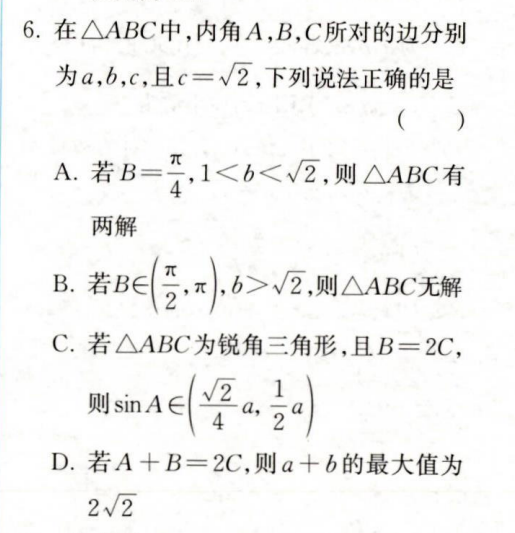 6. 在△ABC中,内角A,B,C所对的边分别
为a,b,c,且c=√2,下列说法正确的是
(  )
A. 若B=π/4,1<b<√2,则△ABC有
两解
B. 若B∈(π/2,π),b>√2,则△ABC无解
C. 若△ABC为锐角三角形,且B=2C,
则sin A∈(√2/4 a, 1/2 a)
D. 若A+B=2C,则a+b的最大值为
2√2